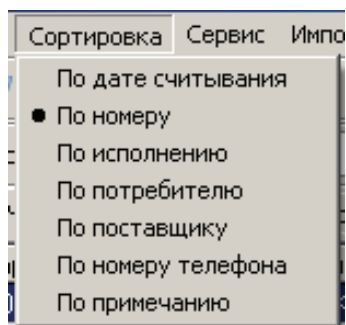 Сортировка Сервис Импо
По дате считывания
По номеру
По исполнению
По потребителю
По поставщику
По номеру телефона
По примечанию